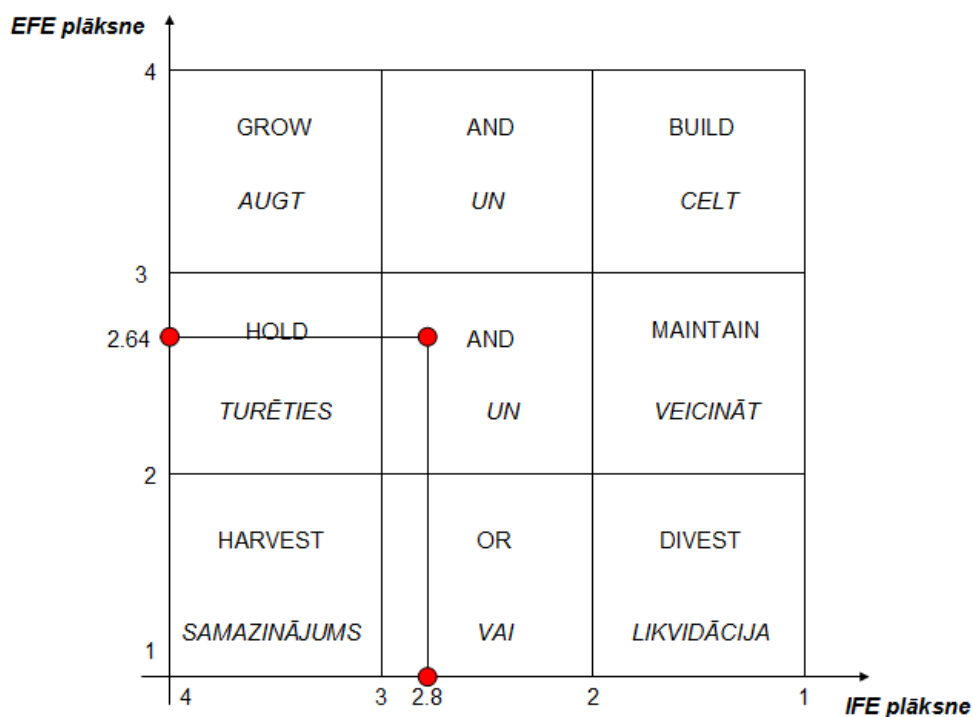 EFE plāksne
4
GROW AND BUILD
AUGT UN CELT
3
HOLD AND MAINTAIN
2.64
TURĒTIES UN VEICINĀT
2
HARVEST OR DIVEST
SAMAZINĀJUMS VAI LIKVIDĀCIJA
1
4 3 2.8 2 1
IFE plāksne